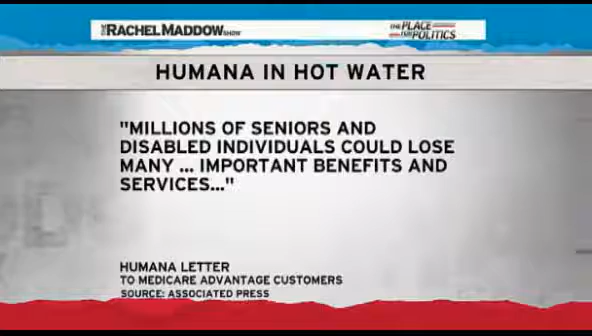 THE RACHEL MADDOW SHOW
THE PLACE FOR POLITICS
HUMANA IN HOT WATER
"MILLIONS OF SENIORS AND
DISABLED INDIVIDUALS COULD LOSE
MANY ... IMPORTANT BENEFITS AND
SERVICES..."
HUMANA LETTER
TO MEDICARE ADVANTAGE CUSTOMERS
SOURCE: ASSOCIATED PRESS